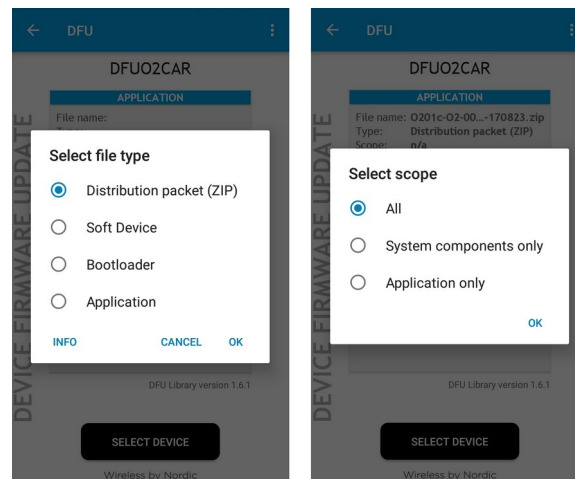 DFU
DFUO2CAR
APPLICATION
File name:
Select file type
Distribution packet (ZIP)
Soft Device
Bootloader
Application
INFO CANCEL OK
DFU Library version 1.6.1
SELECT DEVICE
Wireless by Nordic
DEVICE FIRMWARE UPDATE
DFU
DFUO2CAR
APPLICATION
File name: O201c-O2-00...-170823.zip
Type: Distribution packet (ZIP)
Scope: n/a
Select scope
All
System components only
Application only
OK
DFU Library version 1.6.1
SELECT DEVICE
Wireless by Nordic
DEVICE FIRMWARE UPDATE